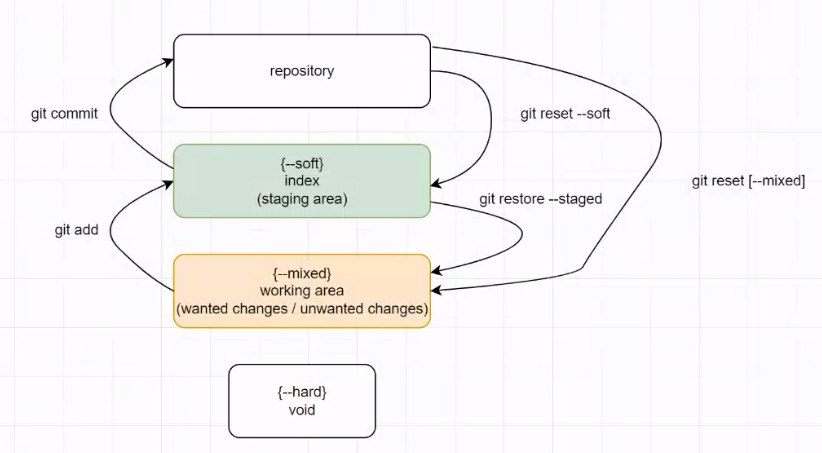 repository
git commit
git reset --soft
{--soft}
index
(staging area)
git reset [--mixed]
git restore --staged
git add
{--mixed}
working area
(wanted changes / unwanted changes)
{--hard}
void